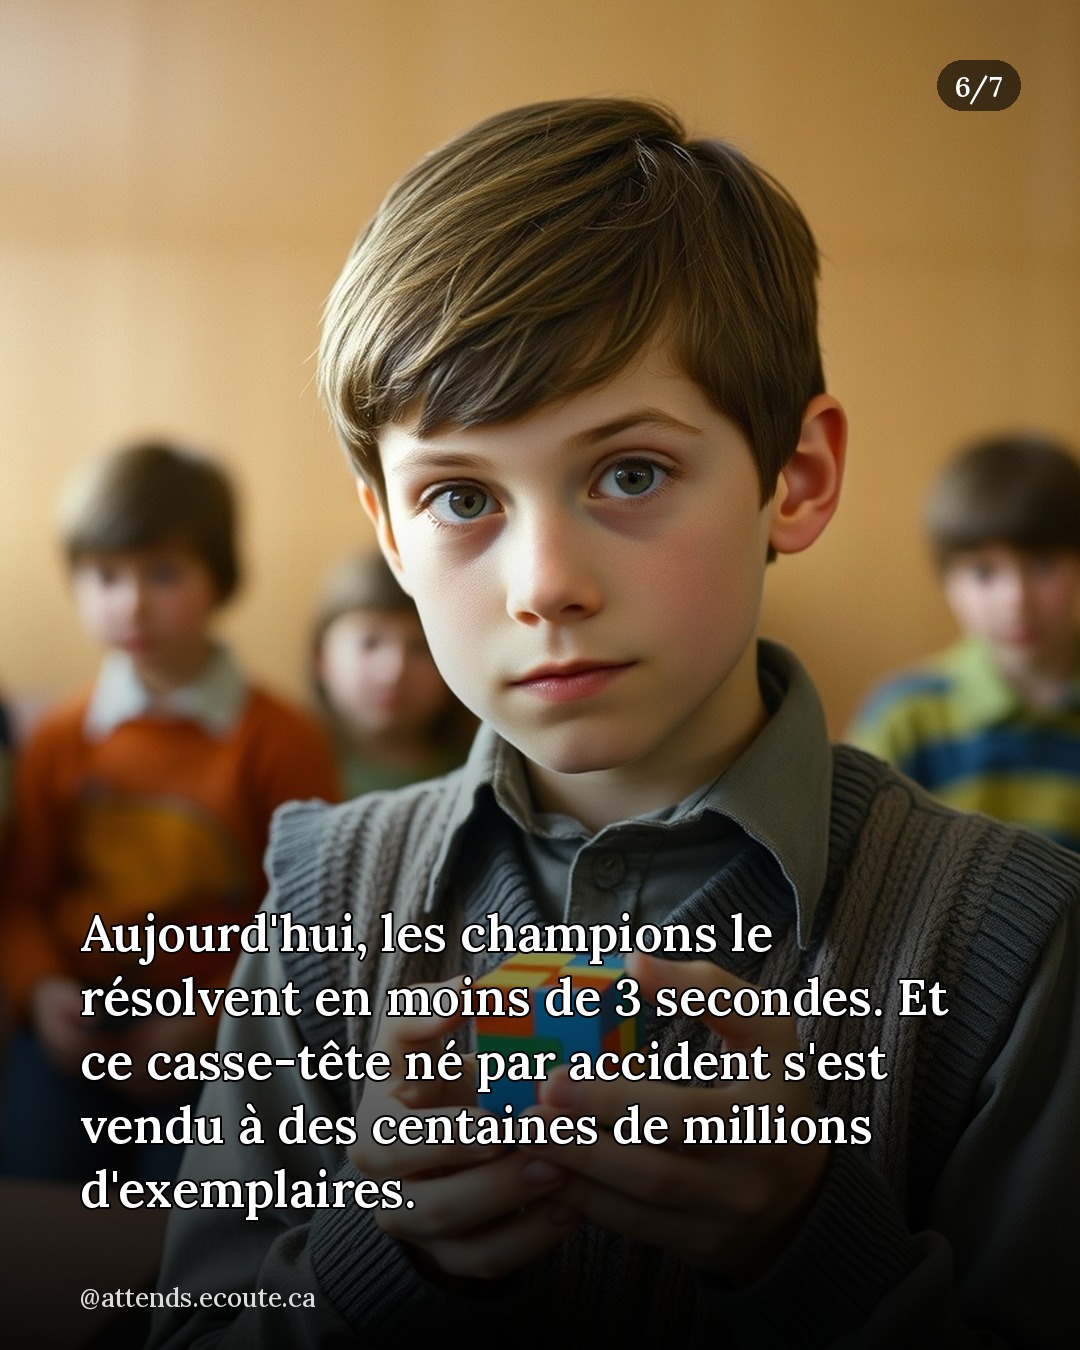 6/7
Aujourd'hui, les champions le
résolvent en moins de 3 secondes. Et
ce casse-tête né par accident s'est
vendu à des centaines de millions
d'exemplaires.
@attends.ecoute.ca